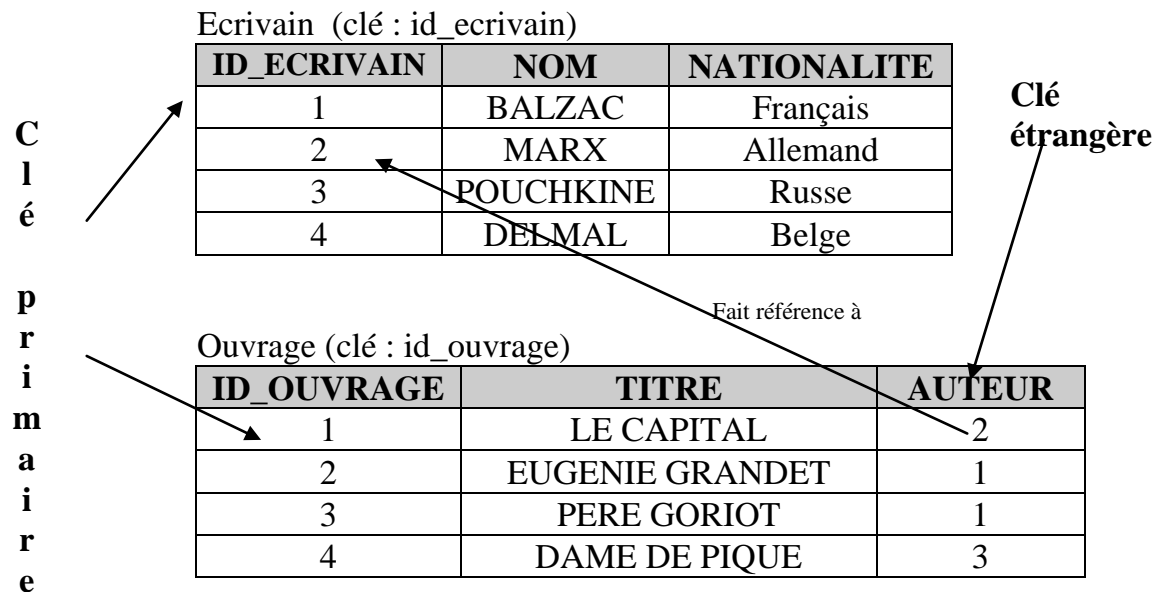 Ecrivain (clé : id_ecrivain)
ID_ECRIVAIN NOM NATIONALITE
1 BALZAC Français
2 MARX Allemand
3 POUCHKINE Russe
4 DELMAL Belge
Clé
étrangère
Clé primaire
Fait référence à
Ouvrage (clé : id_ouvrage)
ID_OUVRAGE TITRE AUTEUR
1 LE CAPITAL 2
2 EUGENIE GRANDET 1
3 PERE GORIOT 1
4 DAME DE PIQUE 3